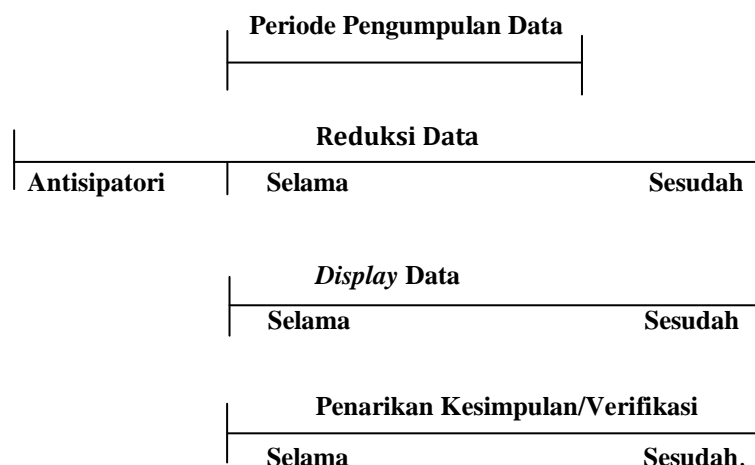 Periode Pengumpulan Data
Reduksi Data
Antisipatori Selama Sesudah
Display Data
Selama Sesudah
Penarikan Kesimpulan/Verifikasi
Selama Sesudah.